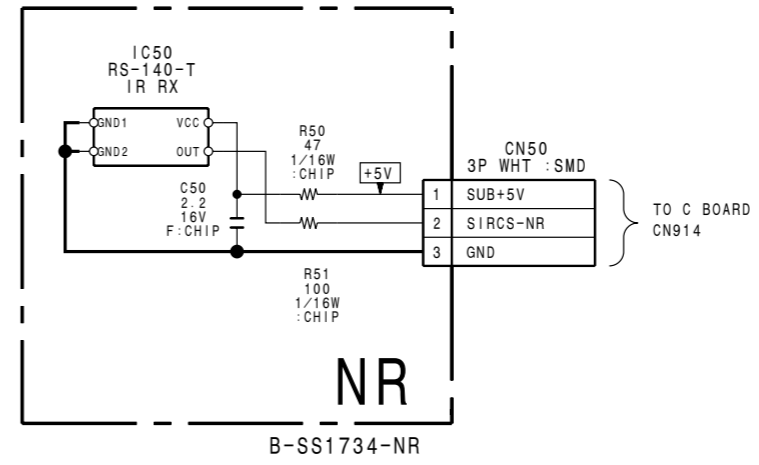 IC50
RS-140-T
IR RX
GND1
VCC
GND2
OUT
R50
47
1/16W
:CHIP
+5V
CN50
3P WHT :SMD
C50
2.2
16V
F:CHIP
1 SUB+5V
2 SIRCS-NR
3 GND
TO C BOARD
CN914
R51
100
1/16W
:CHIP
NR
B-SS1734-NR